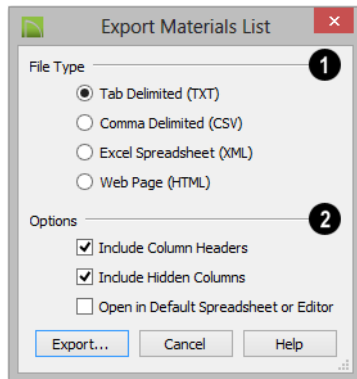 Export Materials List
File Type 1
Tab Delimited (TXT)
Comma Delimited (CSV)
Excel Spreadsheet (XML)
Web Page (HTML)
Options 2
Include Column Headers
Include Hidden Columns
Open in Default Spreadsheet or Editor
Export... Cancel Help